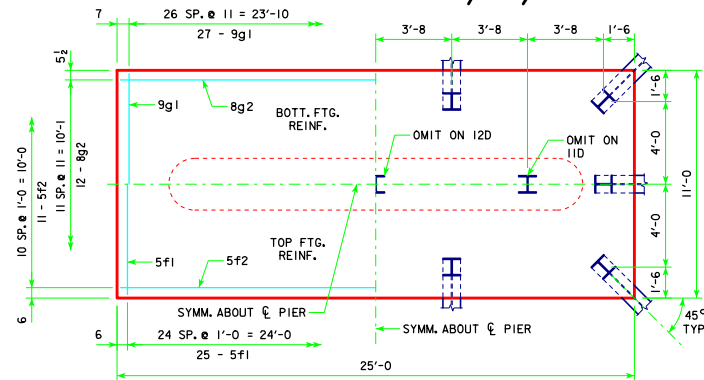 7
26 SP. @ 11 = 23'-10
27 - 9g1
3'-8
3'-8
3'-8
1'-6
5½
9g1
8g2
BOTT. FTG.
REINF.
OMIT ON 12D
OMIT ON
11D
1'-6
4'-0
11'-0
4'-0
1'-6
10 SP. @ 1'-0 = 10'-0
11 - 5f2
11 SP. @ 11 = 10'-1
12 - 8g2
TOP FTG.
REINF.
5f1
5f2
6
SYMM. ABOUT ℄ PIER
SYMM. ABOUT ℄ PIER
45°
TYP
6
24 SP. @ 1'-0 = 24'-0
25 - 5f1
25'-0